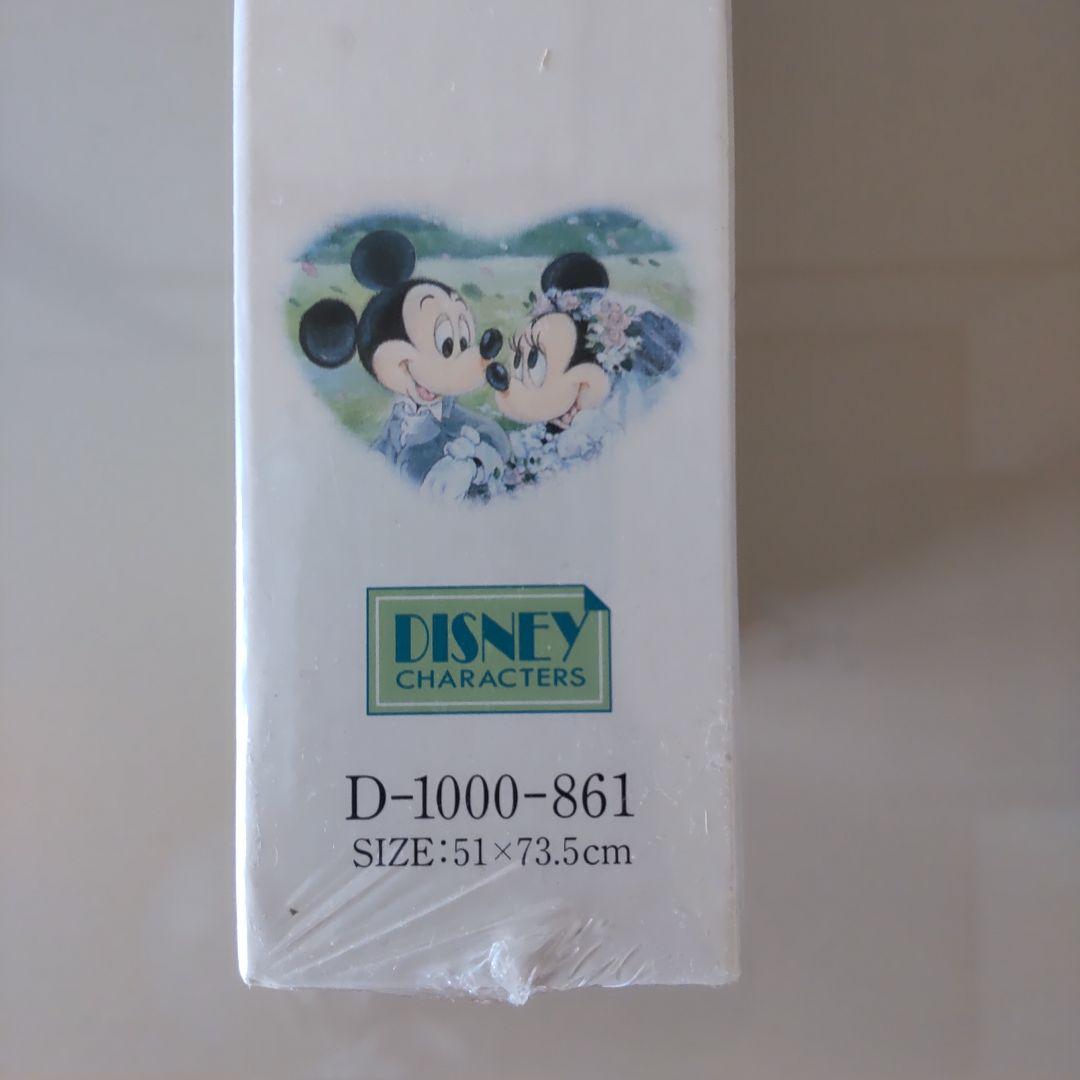 DISNEY
CHARACTERS
D-1000-861
SIZE:51×73.5cm